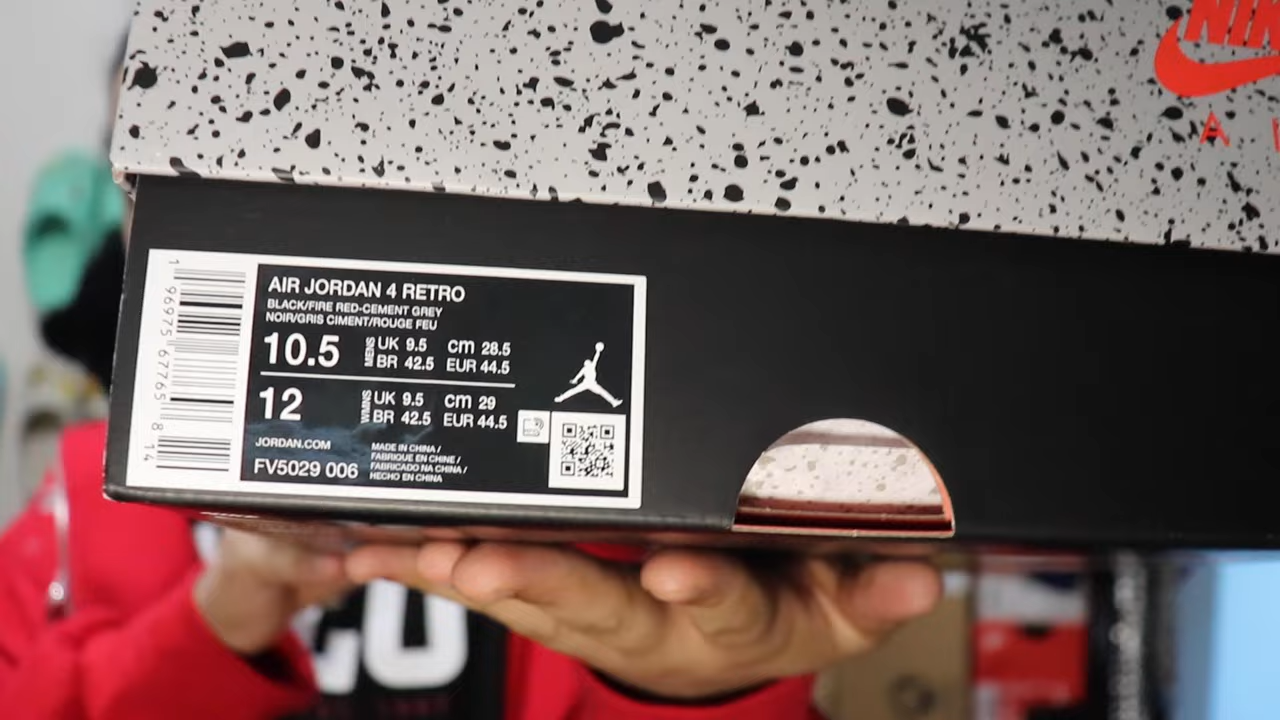 NIK
A
1 96975 67765 8 14
AIR JORDAN 4 RETRO
BLACK/FIRE RED-CEMENT GREY
NOIR/GRIS CIMENT/ROUGE FEU
10.5 MENS UK 9.5 cm 28.5
BR 42.5 EUR 44.5
12 WMNS UK 9.5 cm 29
BR 42.5 EUR 44.5
JORDAN.COM
FV5029 006
MADE IN CHINA /
FABRIQUE EN CHINE /
FABRICADO NA CHINA /
HECHO EN CHINA